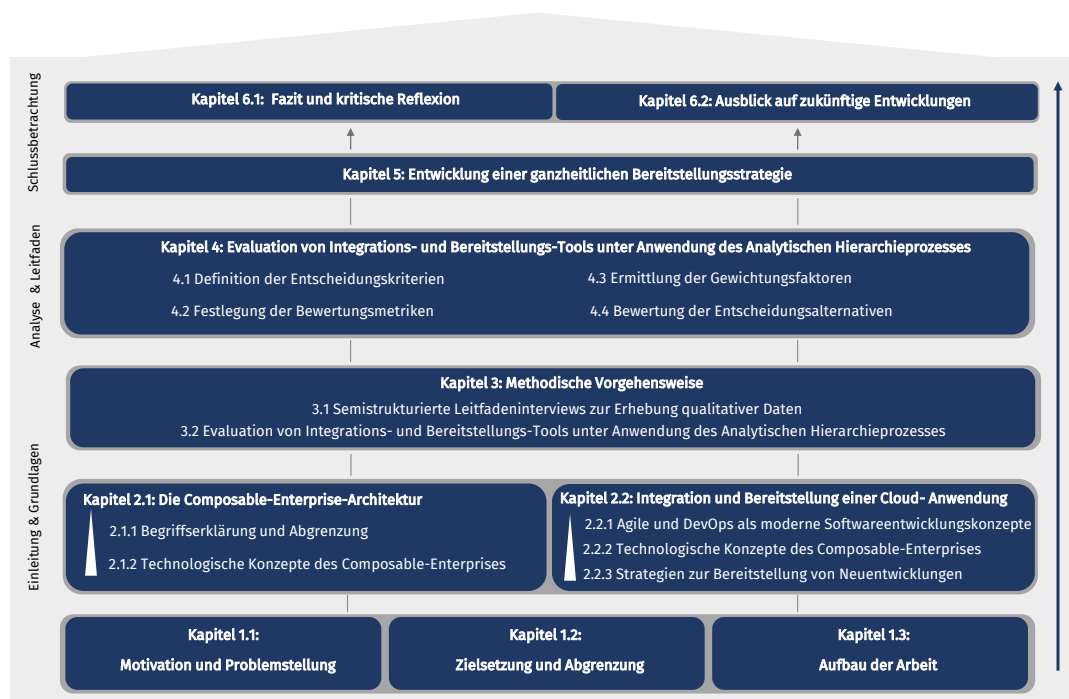 Schlussbetrachtung
Kapitel 6.1: Fazit und kritische Reflexion
Kapitel 6.2: Ausblick auf zukünftige Entwicklungen
Kapitel 5: Entwicklung einer ganzheitlichen Bereitstellungsstrategie
Analyse & Leitfaden
Kapitel 4: Evaluation von Integrations- und Bereitstellungs-Tools unter Anwendung des Analytischen Hierarchieprozesses
4.1 Definition der Entscheidungskriterien
4.2 Festlegung der Bewertungsmetriken
4.3 Ermittlung der Gewichtungsfaktoren
4.4 Bewertung der Entscheidungsalternativen
Kapitel 3: Methodische Vorgehensweise
3.1 Semistrukturierte Leitfadeninterviews zur Erhebung qualitativer Daten
3.2 Evaluation von Integrations- und Bereitstellungs-Tools unter Anwendung des Analytischen Hierarchieprozesses
Einleitung & Grundlagen
Kapitel 2.1: Die Composable-Enterprise-Architektur
2.1.1 Begriffserklärung und Abgrenzung
2.1.2 Technologische Konzepte des Composable-Enterprises
Kapitel 2.2: Integration und Bereitstellung einer Cloud- Anwendung
2.2.1 Agile und DevOps als moderne Softwareentwicklungskonzepte
2.2.2 Technologische Konzepte des Composable-Enterprises
2.2.3 Strategien zur Bereitstellung von Neuentwicklungen
Kapitel 1.1:
Motivation und Problemstellung
Kapitel 1.2:
Zielsetzung und Abgrenzung
Kapitel 1.3:
Aufbau der Arbeit